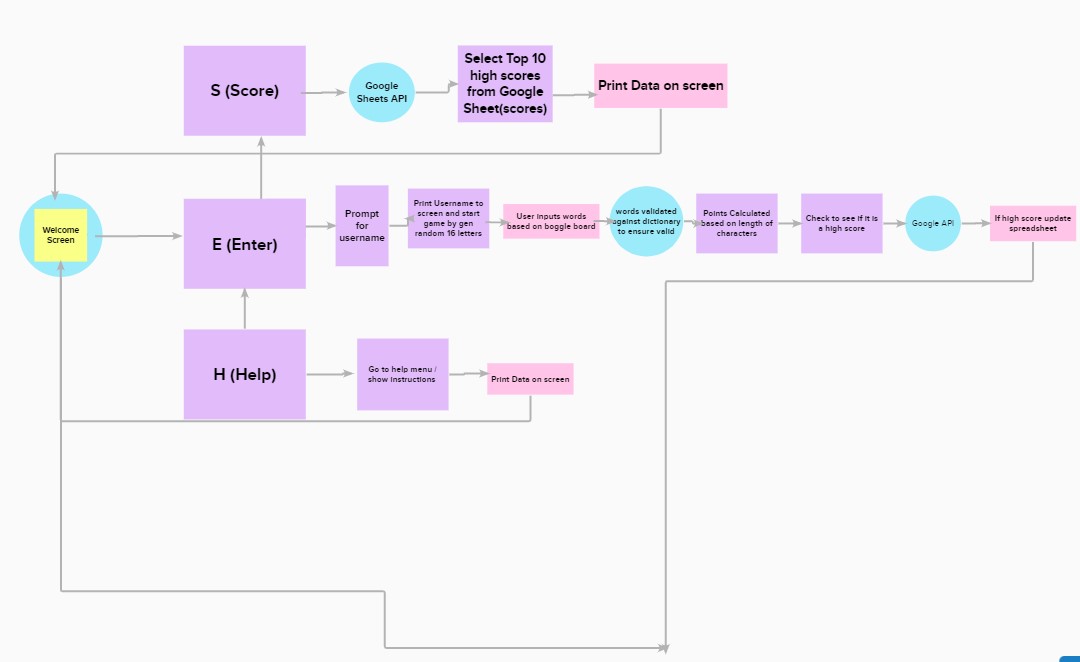 S (Score)
Google
Sheets API
Select Top 10
high scores
from Google
Sheet(scores)
Print Data on screen
Welcome
Screen
E (Enter)
Prompt
for
username
Print Username to
screen and start
game by gen
random 16 letters
User inputs words
based on boggle board
words validated
against dictionary
to ensure valid
Points Calculated
based on length of
characters
Check to see if it is
a high score
Google API
If high score update
spreadsheet
H (Help)
Go to help menu /
show instructions
Print Data on screen